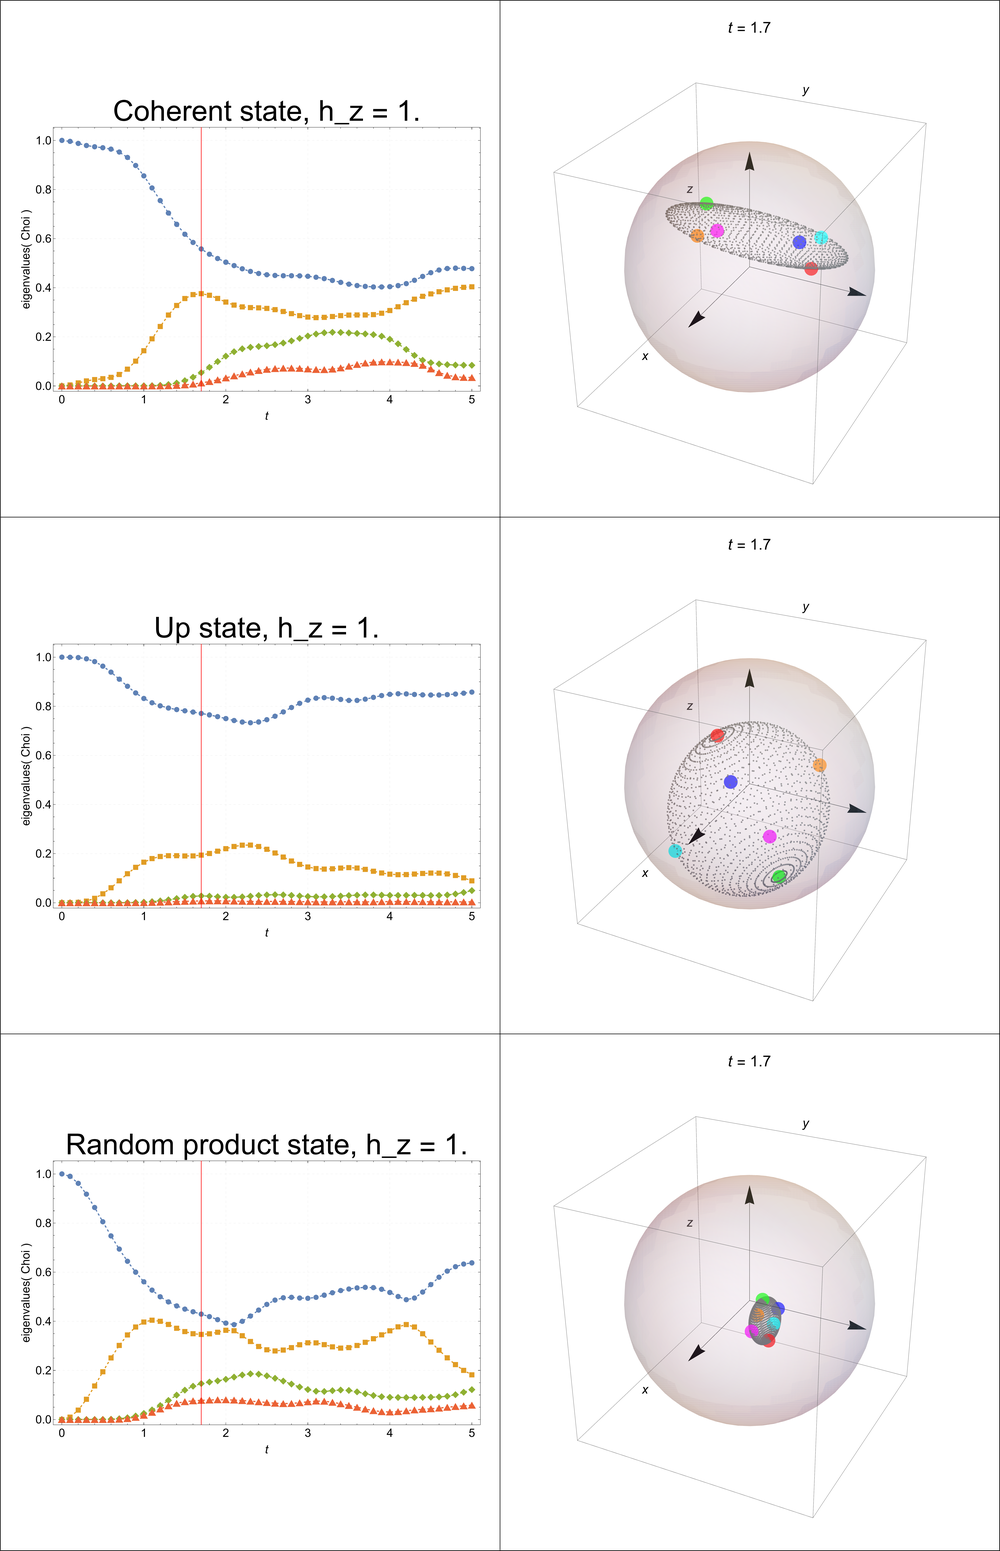 Coherent state, h_z = 1.
eigenvalues( Choi )
1.0
0.8
0.6
0.4
0.2
0.0
0 1 2 3 4 5
t
t = 1.7
y
z
x
Up state, h_z = 1.
eigenvalues( Choi )
1.0
0.8
0.6
0.4
0.2
0.0
0 1 2 3 4 5
t
t = 1.7
y
z
x
Random product state, h_z = 1.
eigenvalues( Choi )
1.0
0.8
0.6
0.4
0.2
0.0
0 1 2 3 4 5
t
t = 1.7
y
z
x